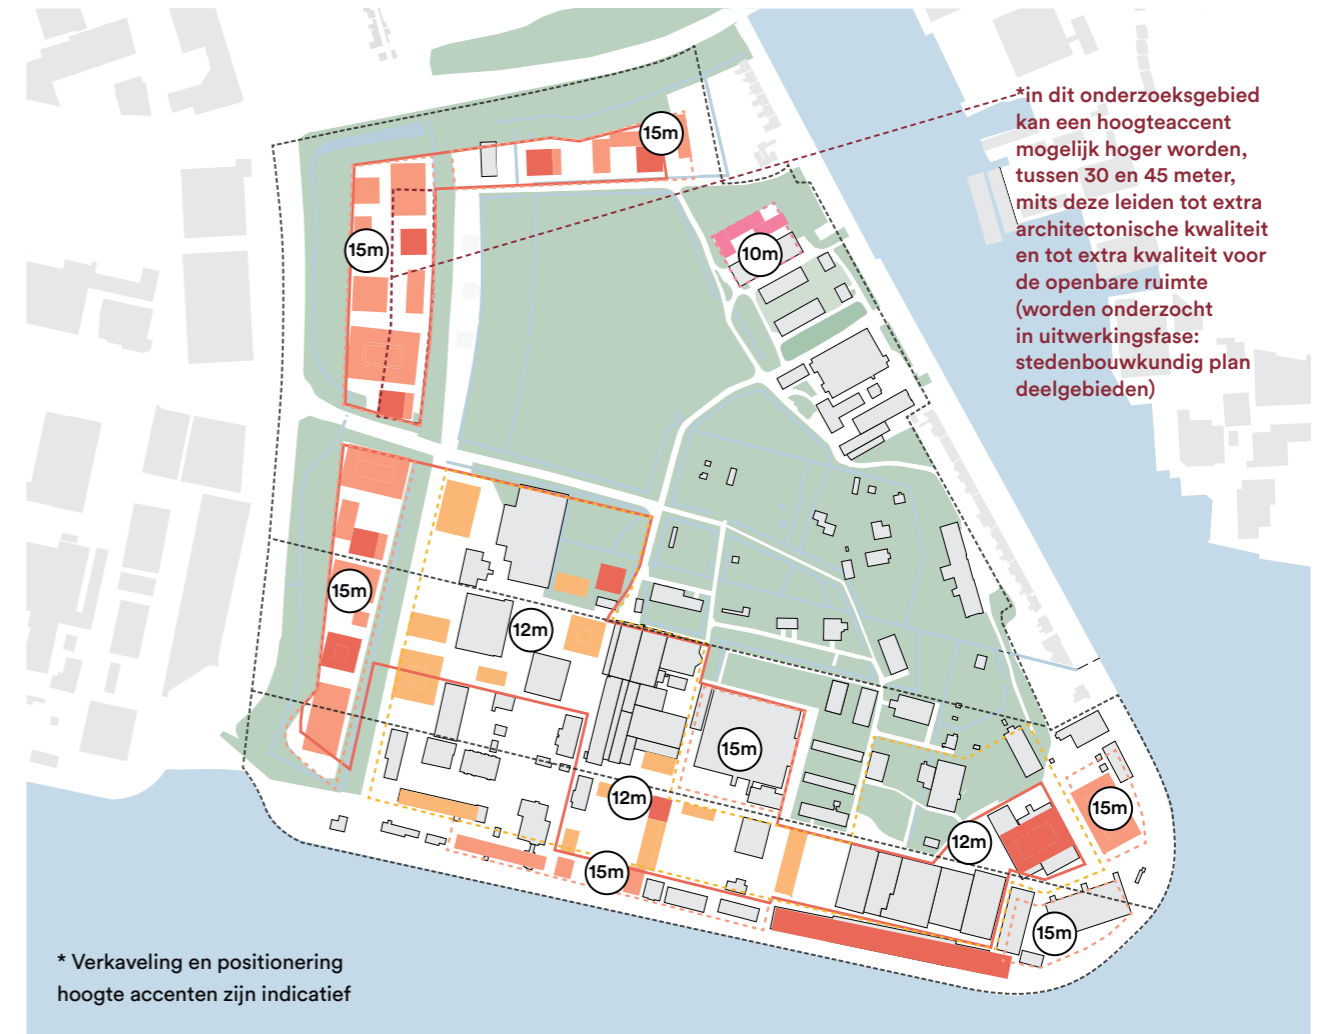 *in dit onderzoeksgebied
kan een hoogteaccent
mogelijk hoger worden,
tussen 30 en 45 meter,
mits deze leiden tot extra
architectonische kwaliteit
en tot extra kwaliteit voor
de openbare ruimte
(worden onderzocht
in uitwerkingsfase:
stedenbouwkundig plan
deelgebieden)
15m
15m
10m
15m
12m
15m
12m
15m
12m
15m
15m
* Verkaveling en positionering
hoogte accenten zijn indicatief